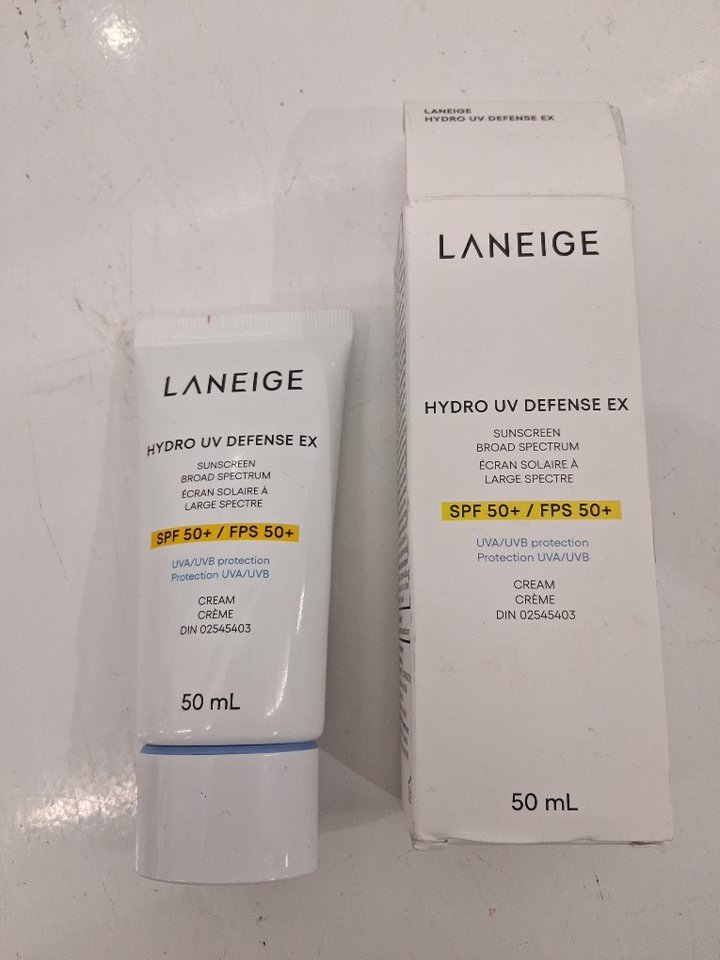 LANEIGE
HYDRO UV DEFENSE EX
SUNSCREEN
BROAD SPECTRUM
ÉCRAN SOLAIRE À
LARGE SPECTRE
SPF 50+ / FPS 50+
UVA/UVB protection
Protection UVA/UVB
CREAM
CRÈME
DIN 02545403
50 mL
LANEIGE
HYDRO UV DEFENSE EX
LANEIGE
HYDRO UV DEFENSE EX
SUNSCREEN
BROAD SPECTRUM
ÉCRAN SOLAIRE À
LARGE SPECTRE
SPF 50+ / FPS 50+
UVA/UVB protection
Protection UVA/UVB
CREAM
CRÈME
DIN 02545403
50 mL